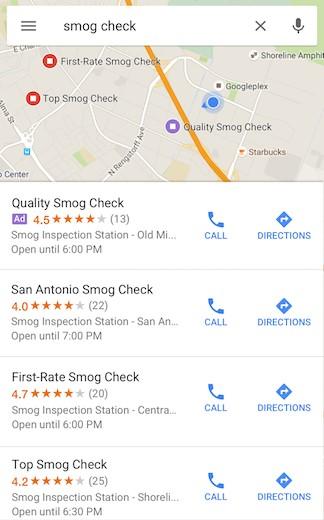 smog check
Shoreline Amphit
First-Rate Smog Check
Googleplex
Top Smog Check
Alma St
N Rengstorff Ave
Quality Smog Check
Starbucks
o Center
Quality Smog Check
Ad 4.5 (13)
Smog Inspection Station - Old Mi...
Open until 6:00 PM
CALL
DIRECTIONS
San Antonio Smog Check
4.0 (22)
Smog Inspection Station - San An...
Open until 7:00 PM
CALL
DIRECTIONS
First-Rate Smog Check
4.7 (20)
Smog Inspection Station - Centra...
Open until 6:00 PM
CALL
DIRECTIONS
Top Smog Check
4.2 (25)
Smog Inspection Station - Shoreli...
Open until 6:30 PM
CALL
DIRECTIONS